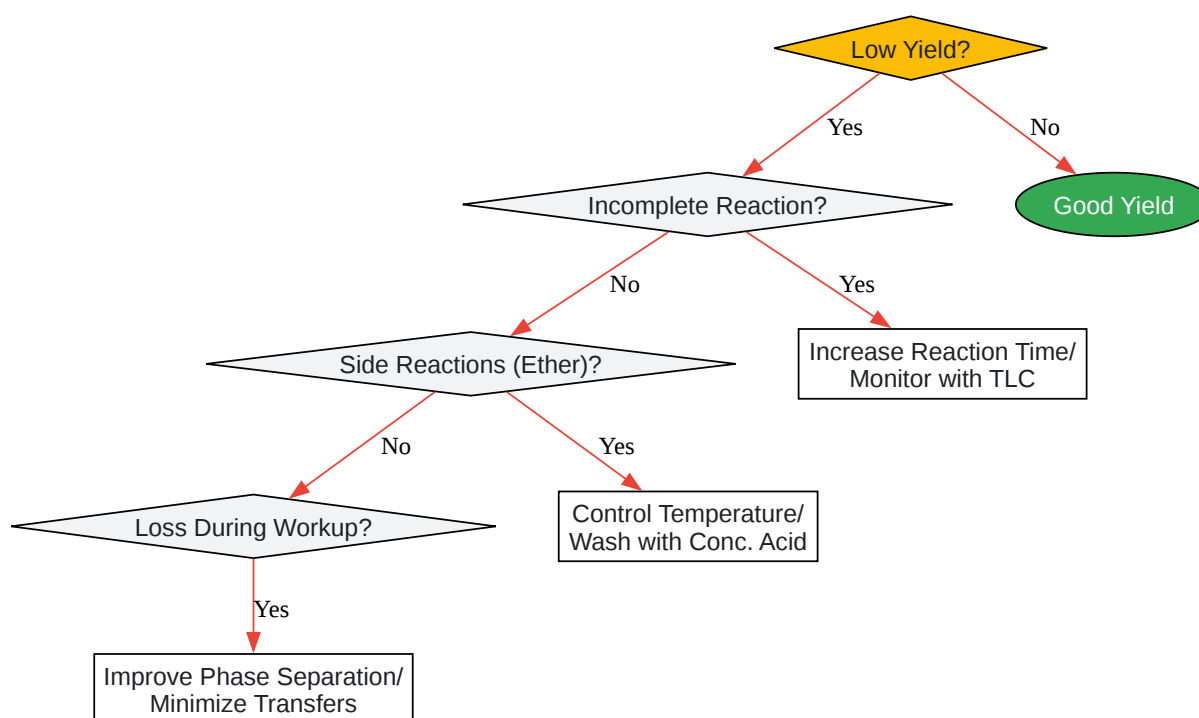 Low Yield?
Yes
No
Incomplete Reaction?
Good Yield
No
Yes
Side Reactions (Ether)?
Increase Reaction Time/
Monitor with TLC
No
Yes
Loss During Workup?
Control Temperature/
Wash with Conc. Acid
Yes
Improve Phase Separation/
Minimize Transfers